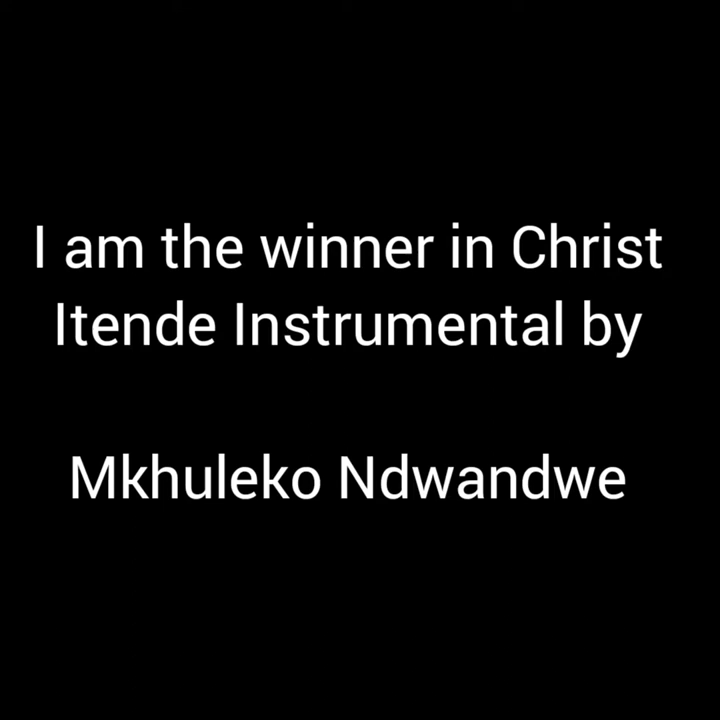 I am the winner in Christ
Itende Instrumental by
Mkhuleko Ndwandwe